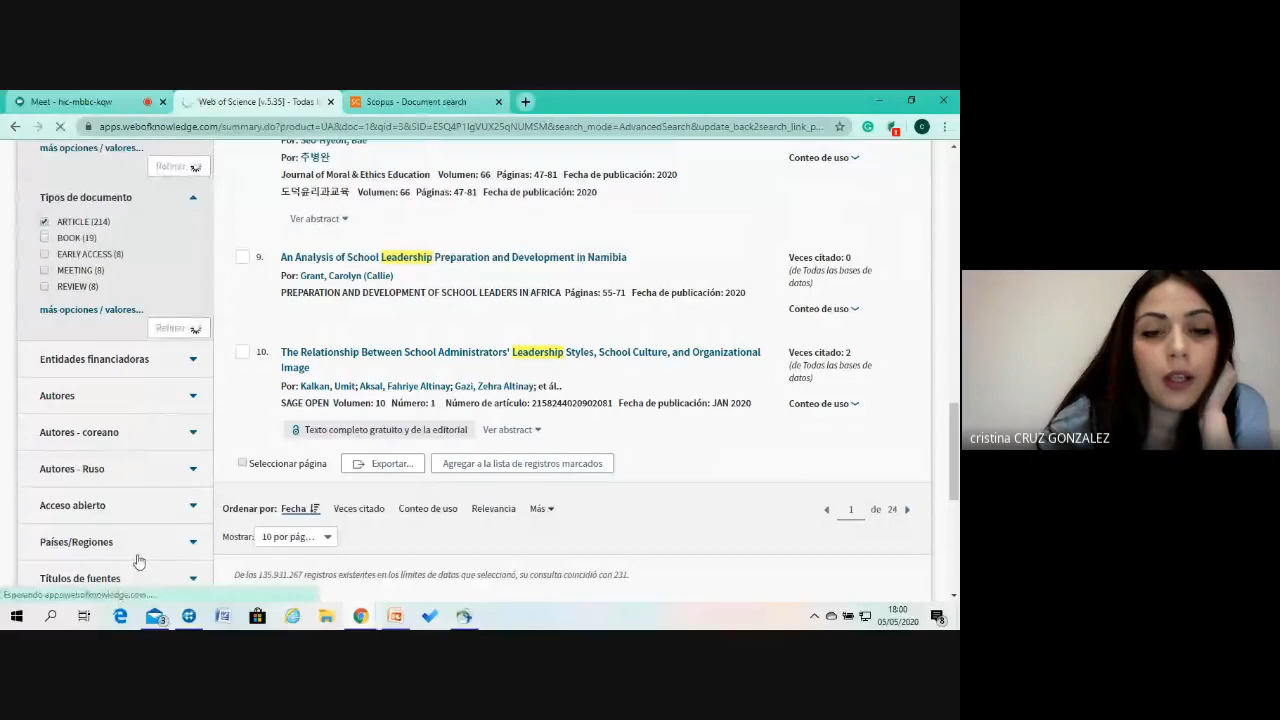 Meet - hic-mbbc-kqw
Web of Science [v.5.35] - Todas l
Scopus - Document search
apps.webofknowledge.com/summary.do?product=UA&doc=1&qid=3&SID=E5Q4P1IgVUX25qNUMSM&search_mode=AdvancedSearch&update_back2search_link_p...
más opciones / valores...
Refinar
Tipos de documento
ARTICLE (214)
BOOK (19)
EARLY ACCESS (8)
MEETING (8)
REVIEW (8)
más opciones / valores...
Refinar
Entidades financiadoras
Autores
Autores - coreano
Autores - Ruso
Acceso abierto
Países/Regiones
Títulos de fuentes
Esperando apps.webofknowledge.com...
Por: Seo-Hyeon, Bae
Por: 주병완
Journal of Moral & Ethics Education Volumen: 66 Páginas: 47-81 Fecha de publicación: 2020
도덕윤리과교육 Volumen: 66 Páginas: 47-81 Fecha de publicación: 2020
Ver abstract
Conteo de uso
9. An Analysis of School Leadership Preparation and Development in Namibia
Por: Grant, Carolyn (Callie)
PREPARATION AND DEVELOPMENT OF SCHOOL LEADERS IN AFRICA Páginas: 55-71 Fecha de publicación: 2020
Veces citado: 0
(de Todas las bases de
datos)
Conteo de uso
10. The Relationship Between School Administrators' Leadership Styles, School Culture, and Organizational
Image
Por: Kalkan, Umit; Aksal, Fahriye Altinay; Gazi, Zehra Altinay; et ál..
SAGE OPEN Volumen: 10 Número: 1 Número de artículo: 2158244020902081 Fecha de publicación: JAN 2020
Texto completo gratuito y de la editorial Ver abstract
Veces citado: 2
(de Todas las bases de
datos)
Conteo de uso
Seleccionar página Exportar... Agregar a la lista de registros marcados
Ordenar por: Fecha Veces citado Conteo de uso Relevancia Más
1 de 24
Mostrar: 10 por pág...
De las 135.931.267 registros existentes en los límites de datos que seleccionó, su consulta coincidió con 231.
18:00
05/05/2020
cristina CRUZ GONZALEZ